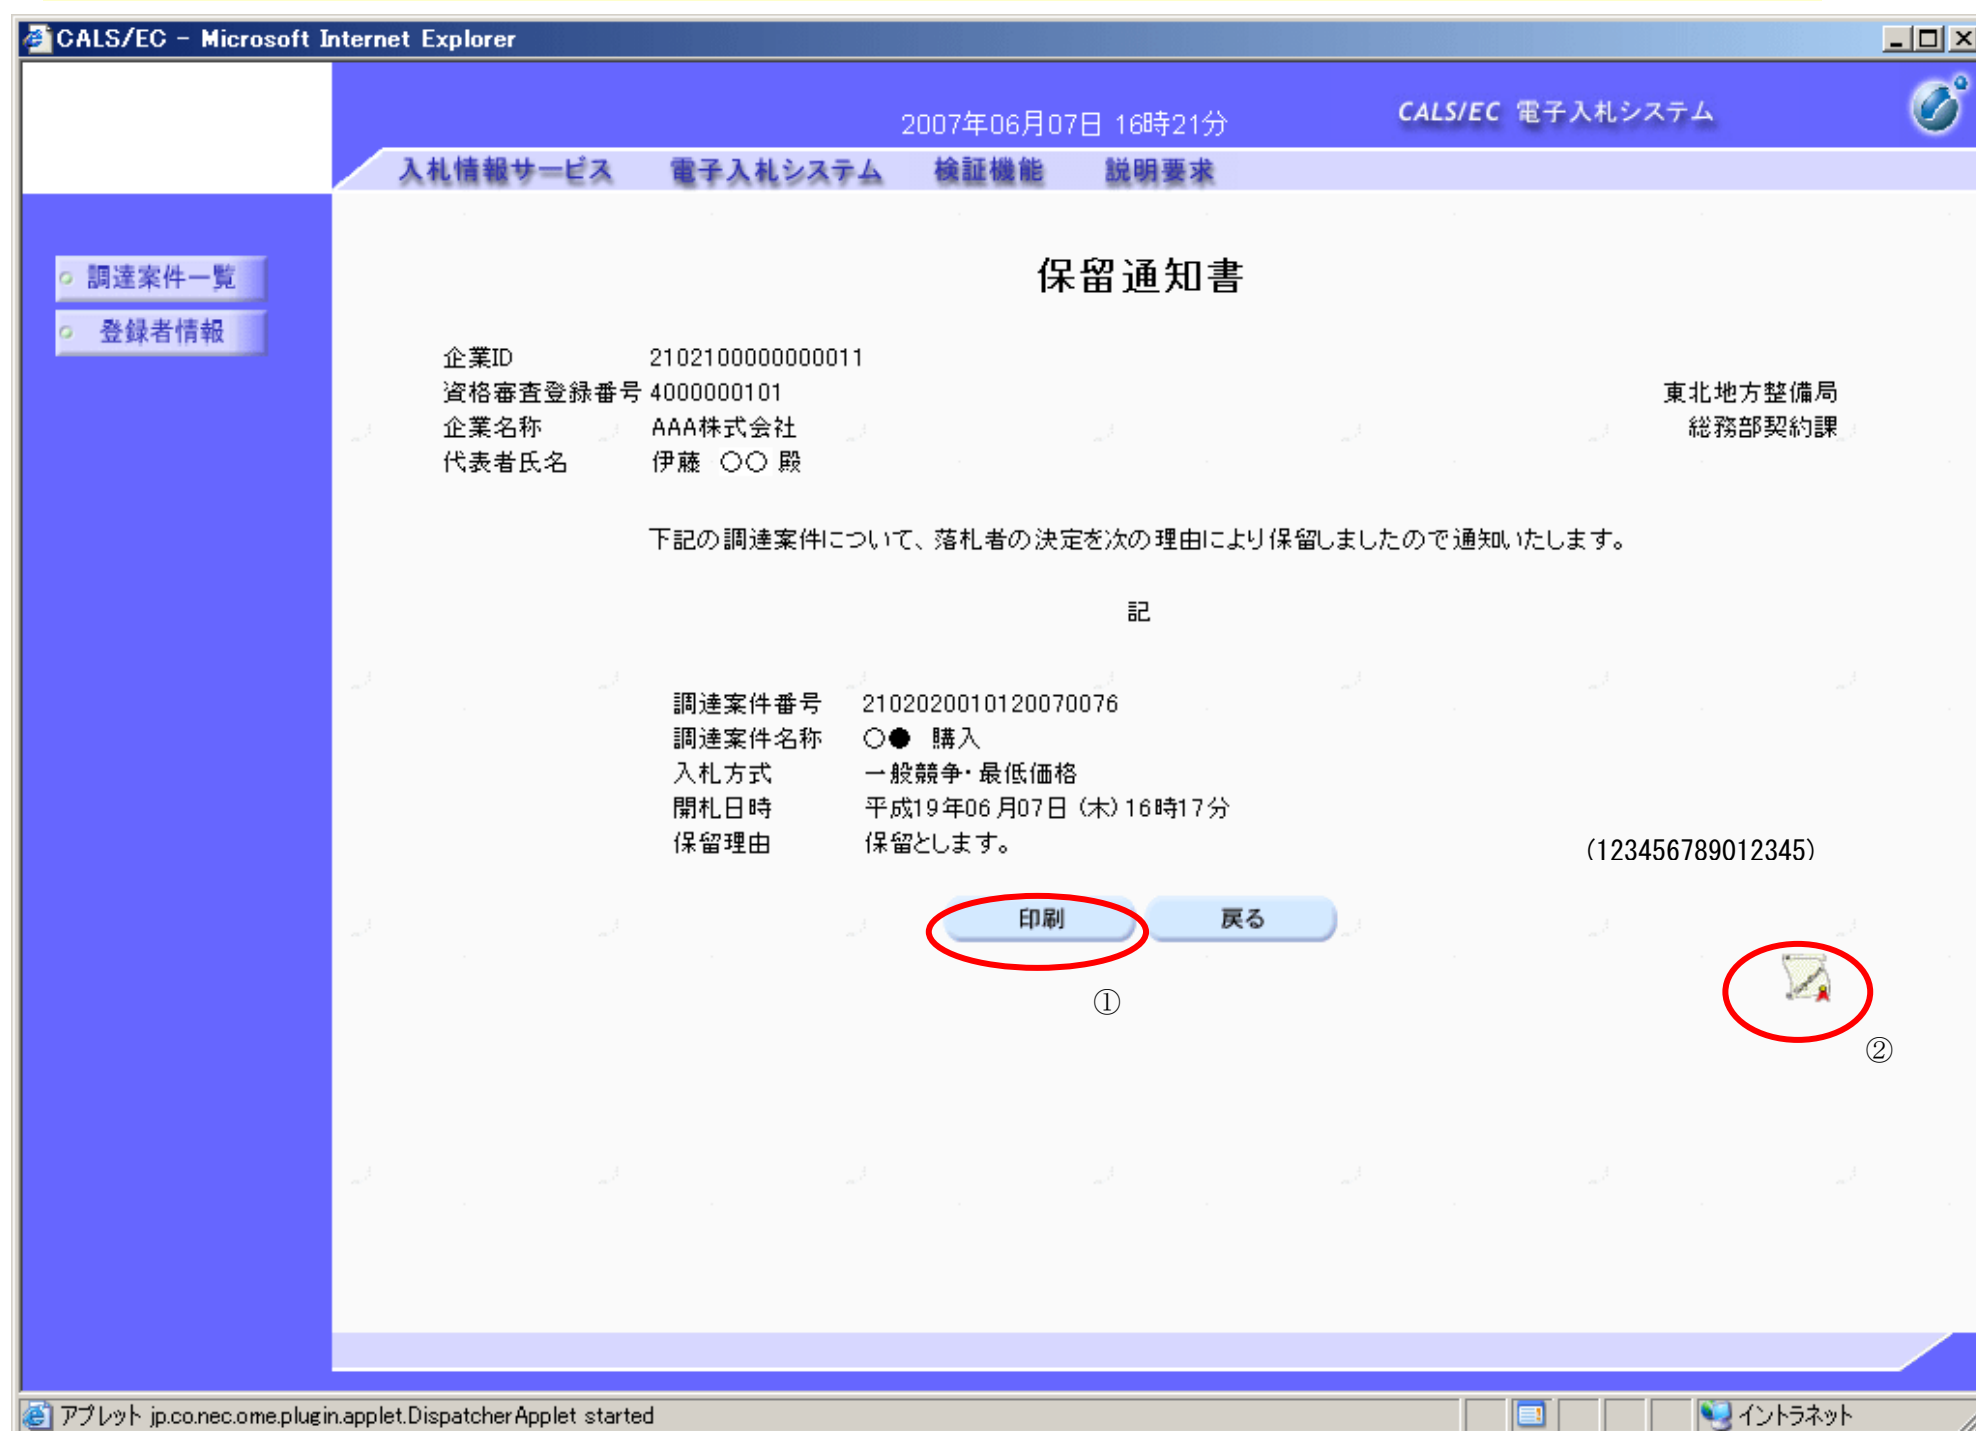 CALS/EC - Microsoft Internet Explorer
2007年06月07日 16時21分
CALS/EC 電子入札システム
入札情報サービス 電子入札システム 検証機能 説明要求
調達案件一覧
登録者情報
保留通知書
企業ID 2102100000000011
資格審査登録番号 4000000101
企業名称 AAA株式会社
代表者氏名 伊藤 ○○ 殿
東北地方整備局
総務部契約課
下記の調達案件について、落札者の決定を次の理由により保留しましたので通知いたします。
記
調達案件番号 2102020010120070076
調達案件名称 ○● 購入
入札方式 一般競争・最低価格
開札日時 平成19年06月07日 (木) 16時17分
保留理由 保留とします。
(123456789012345)
印刷 戻る
①
②
アプレット jp.co.nec.ome.plugin.applet.DispatcherApplet started
イントラネット